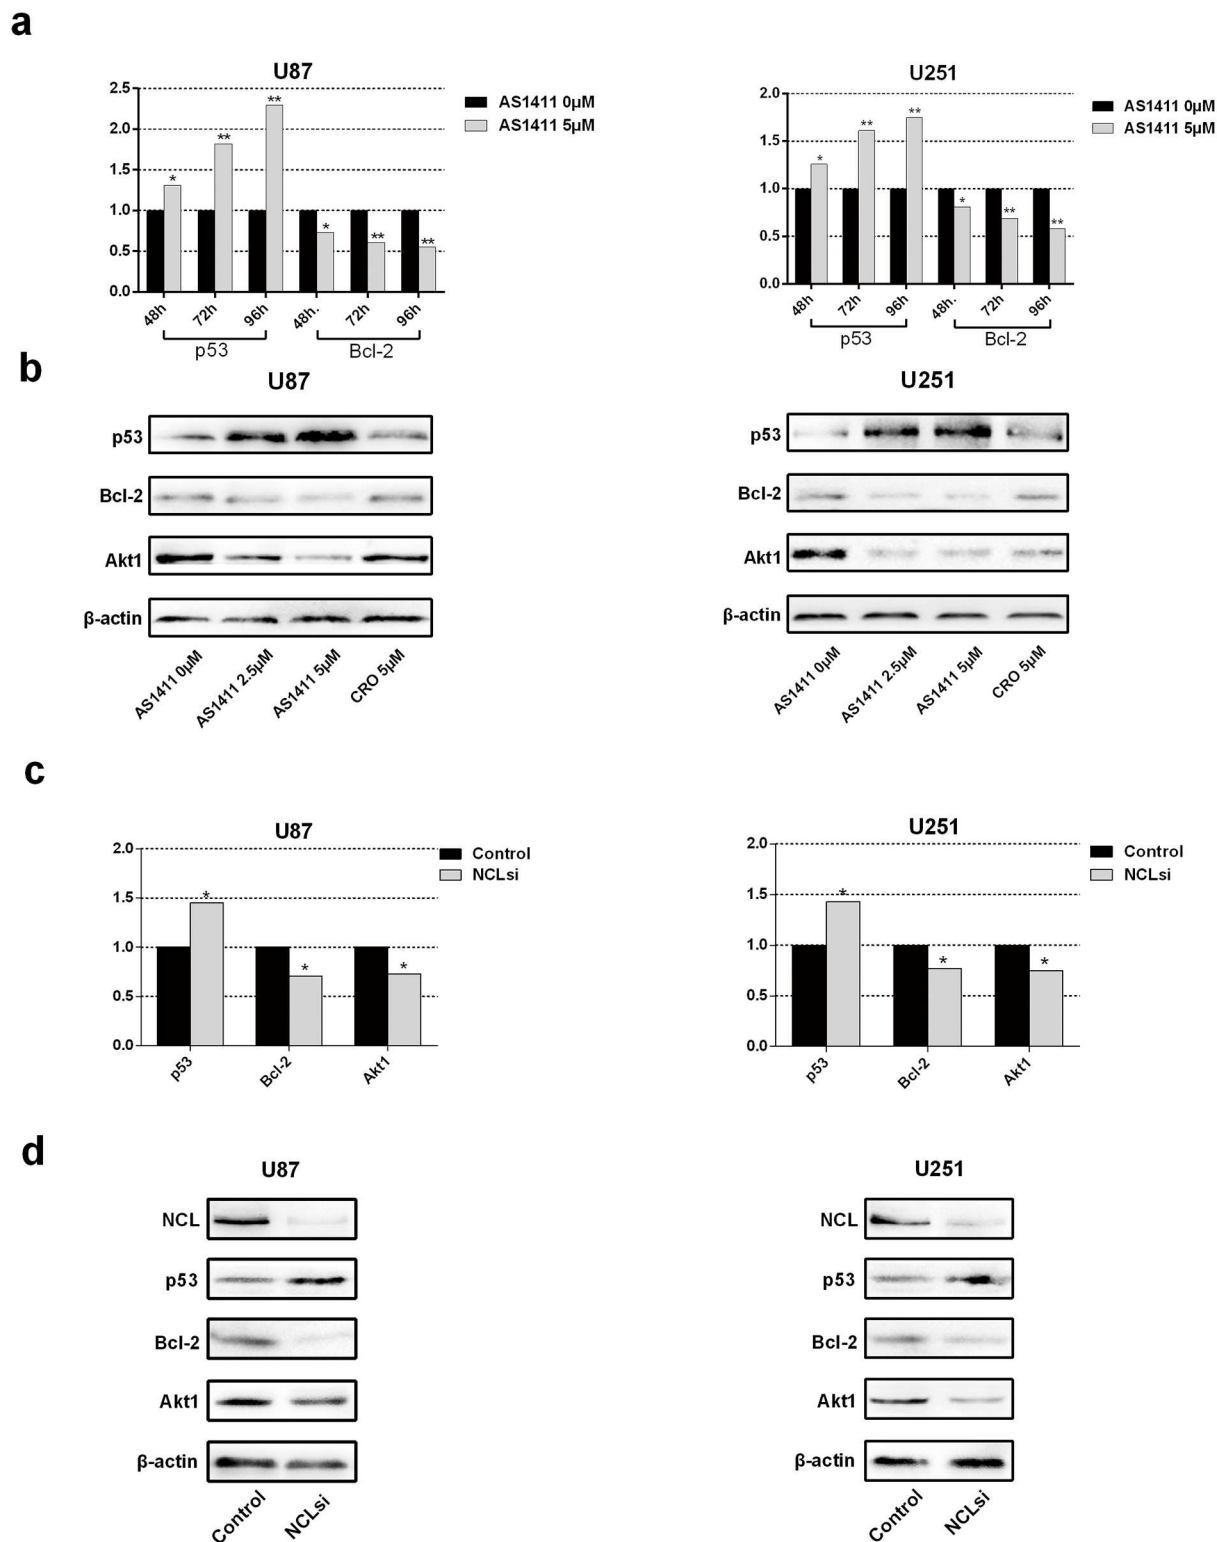 a
U87
2.5
2.0
1.5
1.0
0.5
0.0
* ** ** * ** **
48h 72h 96h 48h. 72h 96h
p53 Bcl-2
AS1411 0μM
AS1411 5μM
U251
2.0
1.5
1.0
0.5
0.0
* ** ** * ** **
48h 72h 96h 48h. 72h 96h
p53 Bcl-2
AS1411 0μM
AS1411 5μM
b
U87
p53
Bcl-2
Akt1
β-actin
AS1411 0μM AS1411 2.5μM AS1411 5μM CRO 5μM
U251
p53
Bcl-2
Akt1
β-actin
AS1411 0μM AS1411 2.5μM AS1411 5μM CRO 5μM
c
U87
2.0
1.5
1.0
0.5
0.0
* * *
p53 Bcl-2 Akt1
Control
NCLsi
U251
2.0
1.5
1.0
0.5
0.0
* * *
p53 Bcl-2 Akt1
Control
NCLsi
d
U87
NCL
p53
Bcl-2
Akt1
β-actin
Control NCLsi
U251
NCL
p53
Bcl-2
Akt1
β-actin
Control NCLsi